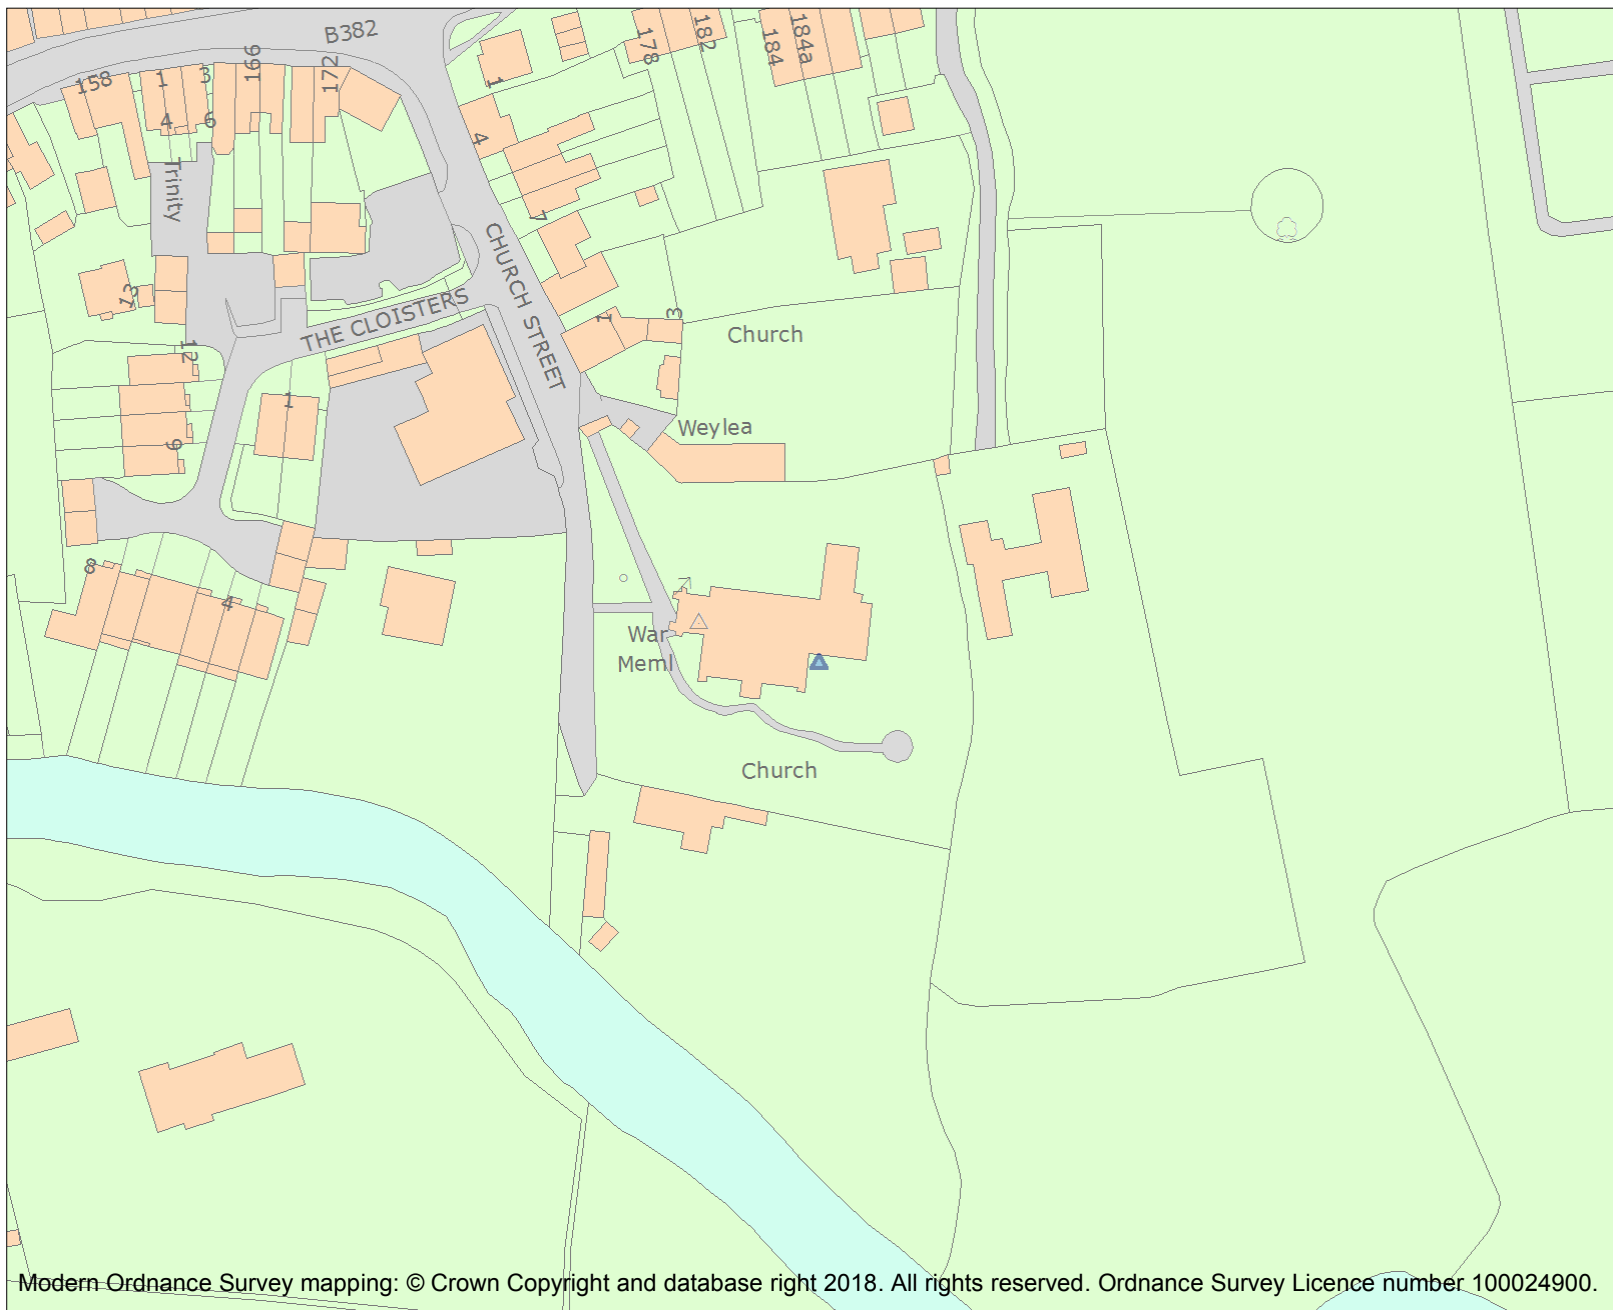 B382
158
1
3
166
172
4
6
1
178
182
184
184a
4
Trinity
7
CHURCH STREET
13
THE CLOISTERS
1
3
Church
12
1
Weylea
6
8
4
War
Meml
Church
Modern Ordnance Survey mapping: © Crown Copyright and database right 2018. All rights reserved. Ordnance Survey Licence number 100024900.